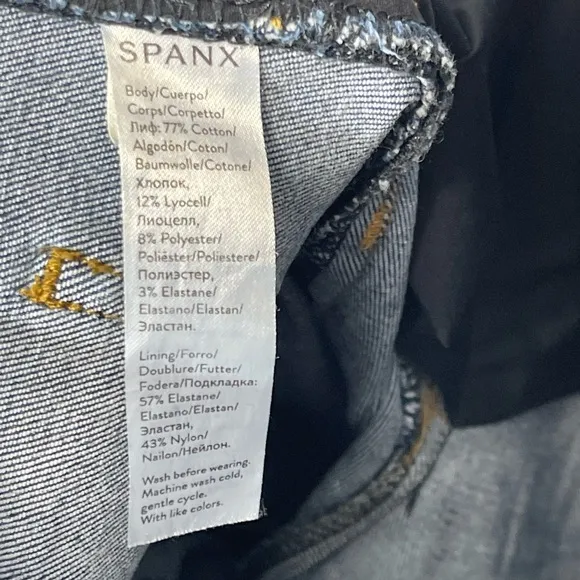 SPANX
Body/Cuerpo/
Corps/Corpetto/
Лиф: 77% Cotton/
Algodón/Coton/
Baumwolle/Cotone/
Хлопок,
12% Lyocell/
Лиоцелл,
8% Polyester/
Poliéster/Poliestere/
Полиэстер,
3% Elastane/
Elastano/Elastan/
Эластан.
Lining/Forro/
Doublure/Futter/
Fodera/Подкладка:
57% Elastane/
Elastano/Elastan/
Эластан,
43% Nylon/
Nailon/Нейлон.
Wash before wearing.
Machine wash cold,
gentle cycle.
With like colors.